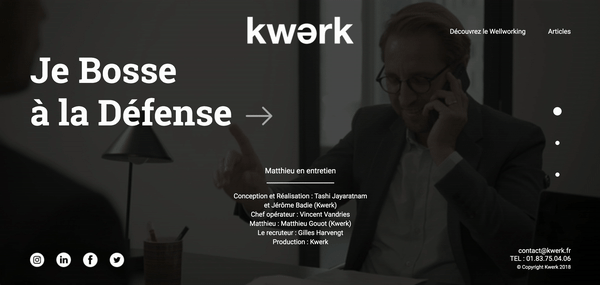 kwərk
Découvrez le Wellworking
Articles
Je Bosse
à la Défense
Matthieu en entretien
Conception et Réalisation : Tashi Jayaratnam
et Jérôme Badie (Kwerk)
Chef opérateur : Vincent Vandries
Matthieu : Matthieu Gouot (Kwerk)
Le recruteur : Gilles Harvengt
Production : Kwerk
contact@kwerk.fr
TEL : 01.83.75.04.06
© Copyright Kwerk 2018